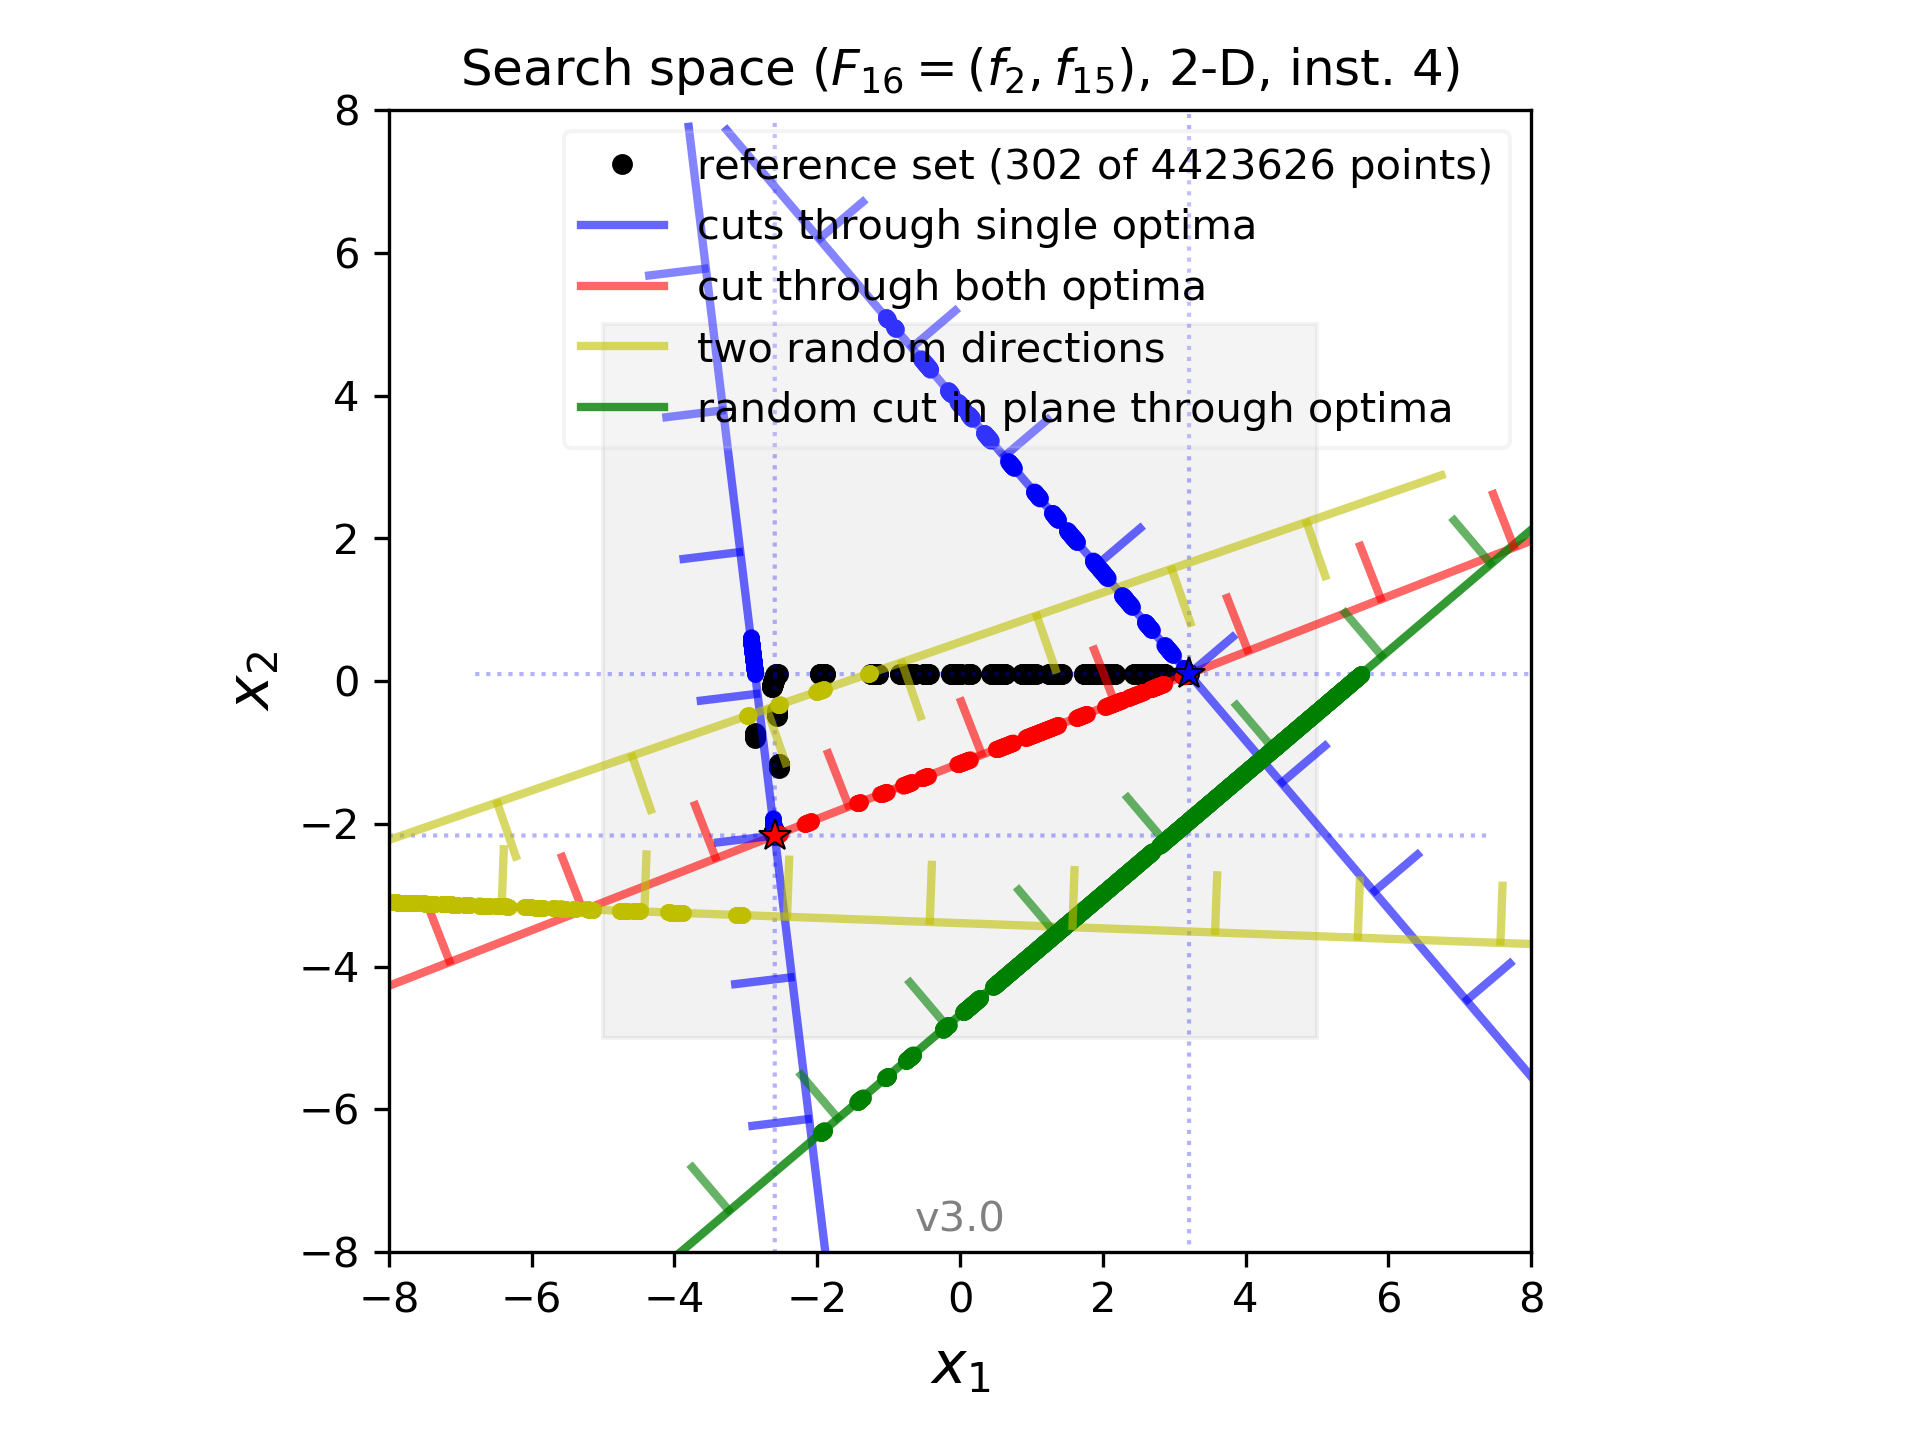 Search space (F16 = (f2, f15), 2-D, inst. 4)
reference set (302 of 4423626 points)
cuts through single optima
cut through both optima
two random directions
random cut in plane through optima
8
6
4
2
0
−2
−4
−6
−8
x2
v3.0
−8 −6 −4 −2 0 2 4 6 8
x1